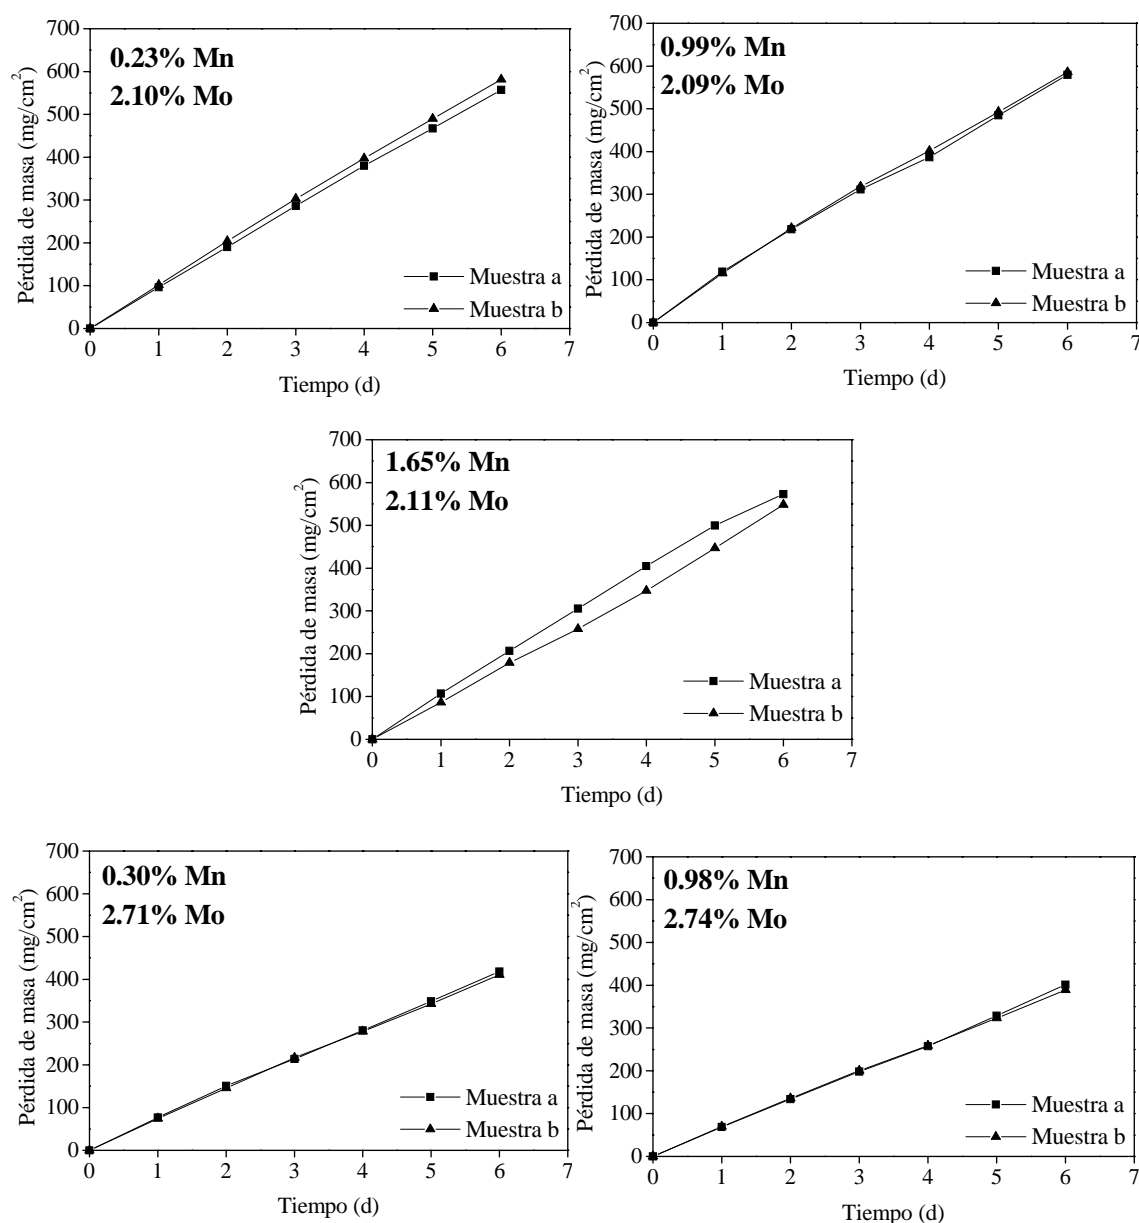 0.23% Mn
2.10% Mo
Pérdida de masa (mg/cm²)
700
600
500
400
300
200
100
0
0 1 2 3 4 5 6 7
Tiempo (d)
Muestra a
Muestra b
0.99% Mn
2.09% Mo
Pérdida de masa (mg/cm²)
700
600
500
400
300
200
100
0
0 1 2 3 4 5 6 7
Tiempo (d)
Muestra a
Muestra b
1.65% Mn
2.11% Mo
Pérdida de masa (mg/cm²)
700
600
500
400
300
200
100
0
0 1 2 3 4 5 6 7
Tiempo (d)
Muestra a
Muestra b
0.30% Mn
2.71% Mo
Pérdida de masa (mg/cm²)
700
600
500
400
300
200
100
0
0 1 2 3 4 5 6 7
Tiempo (d)
Muestra a
Muestra b
0.98% Mn
2.74% Mo
Pérdida de masa (mg/cm²)
700
600
500
400
300
200
100
0
0 1 2 3 4 5 6 7
Tiempo (d)
Muestra a
Muestra b